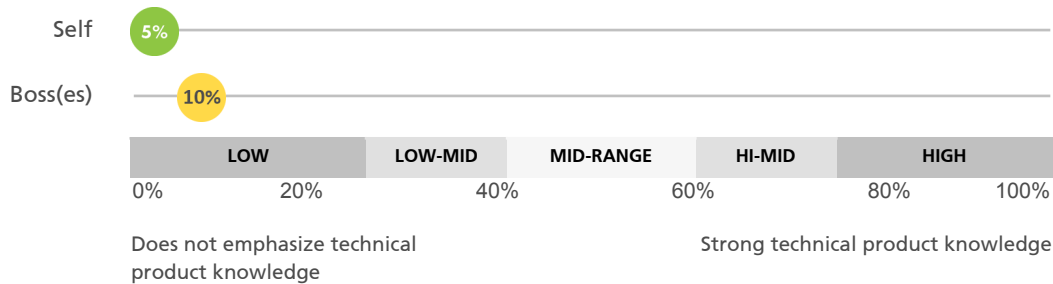 Self 5%
Boss(es) 10%
LOW LOW-MID MID-RANGE HI-MID HIGH
0% 20% 40% 60% 80% 100%
Does not emphasize technical Strong technical product knowledge
product knowledge